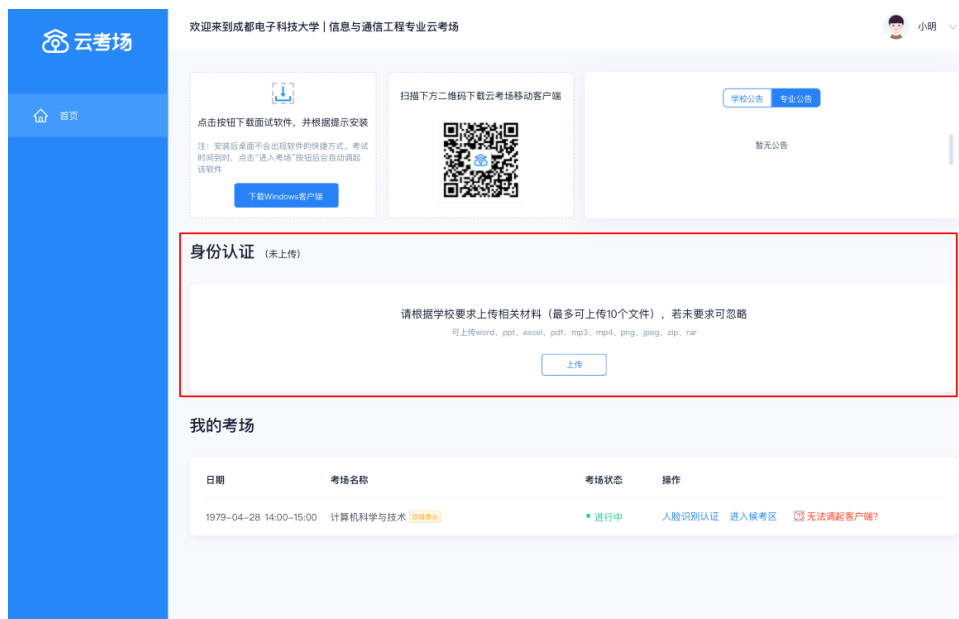 云考场
首页
欢迎来到成都电子科技大学 | 信息与通信工程专业云考场
小明
点击按钮下载面试软件，并根据提示安装
注：安装后桌面不会出现软件的快捷方式。考试
时间到时，点击“进入考场”按钮后会自动调起
该软件
下载Windows客户端
扫描下方二维码下载云考场移动客户端
学校公告 专业公告
暂无公告
身份认证 (未上传)
请根据学校要求上传相关材料（最多可上传10个文件），若未要求可忽略
可上传word、ppt、excel、pdf、mp3、mp4、png、jpeg、zip、rar
上传
我的考场
日期 考场名称 考场状态 操作
1979-04-28 14:00-15:00 计算机科学与技术 双摄像头 进行中 人脸识别认证 进入候考区 无法调起客户端?